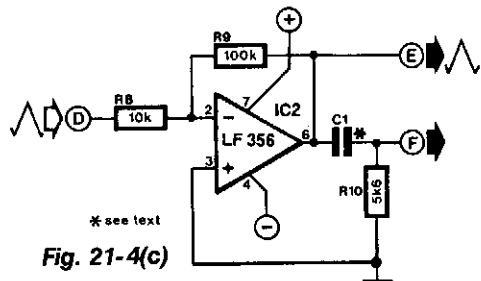 +
R9
100k
E
7
IC2
R8
D
10k
2
−
LF 356
6
C1
*
F
3
+
4
R10
5k6
−
* see text
Fig. 21-4(c)